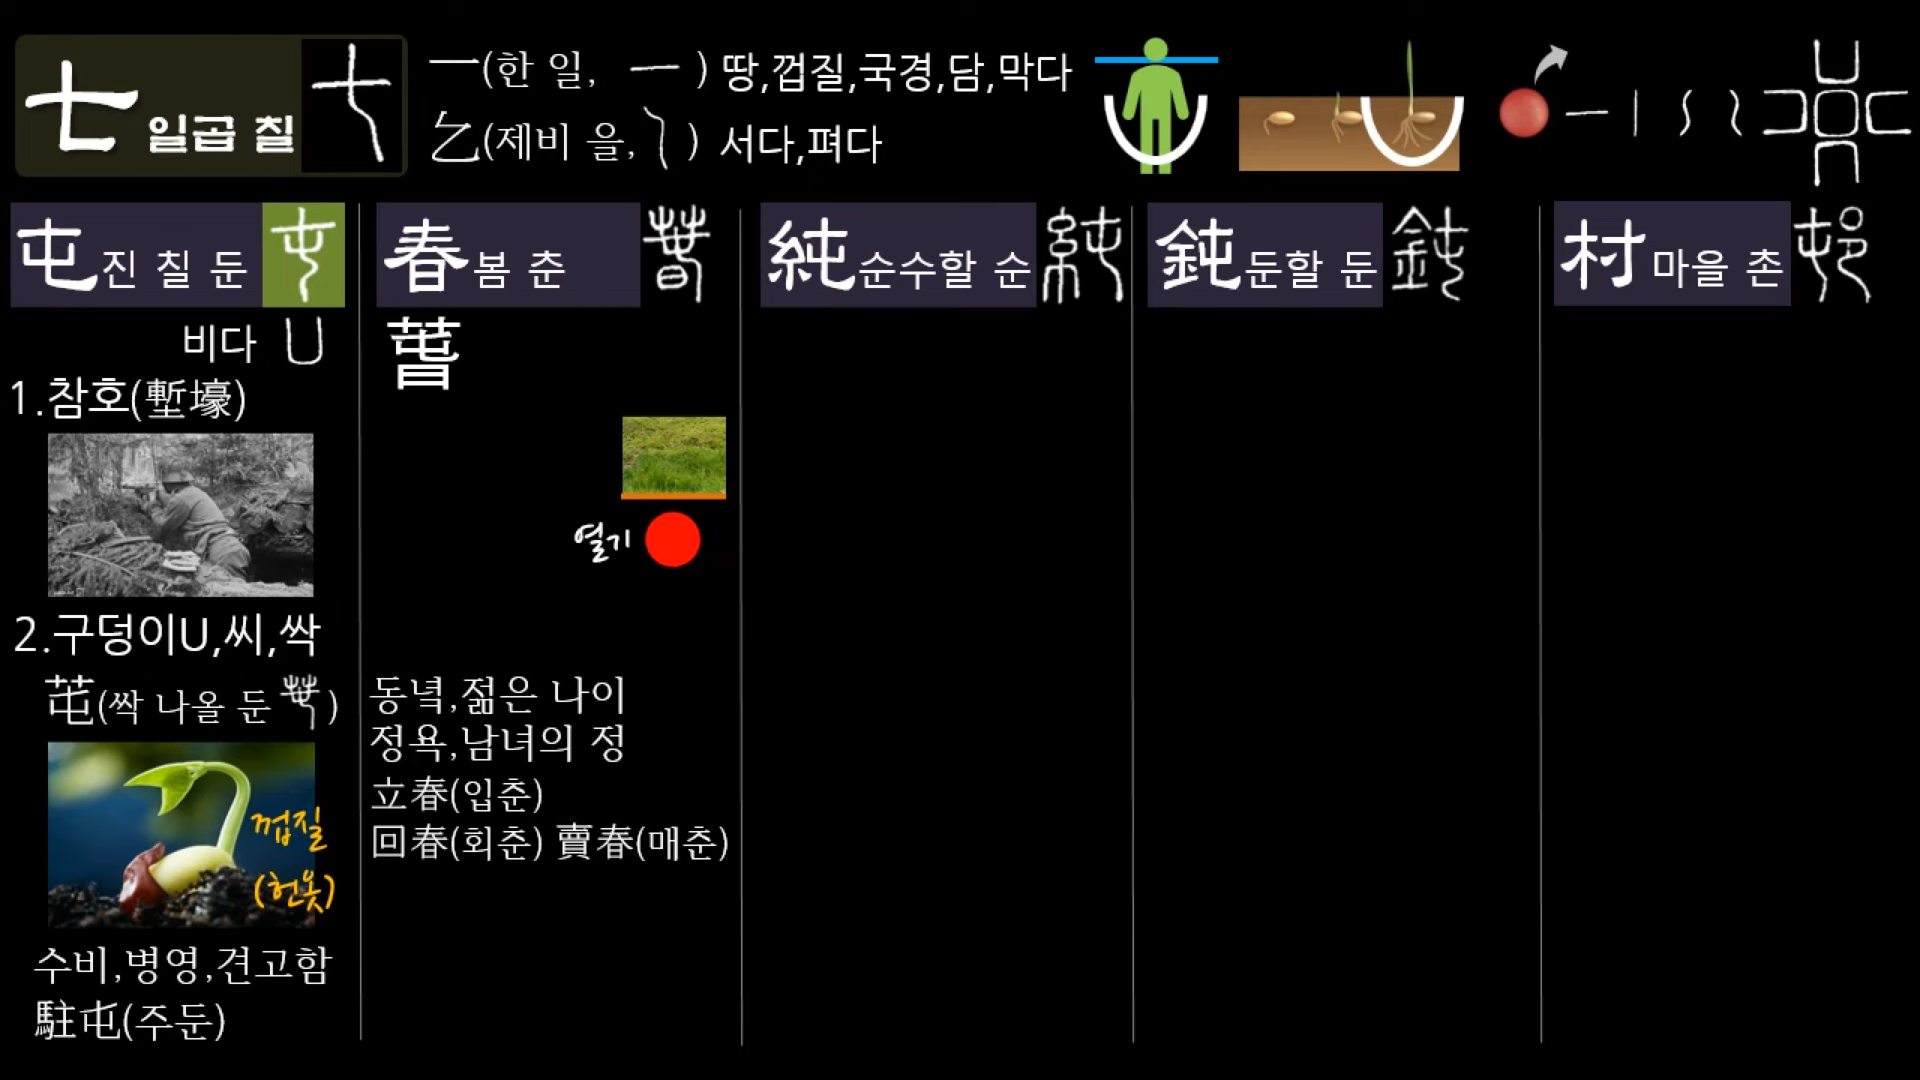 七 일곱 칠
一(한 일, 一 ) 땅,껍질,국경,담,막다
乙(제비 을, ) 서다,펴다
屯 진 칠 둔
비다 U
1.참호(塹壕)
2.구덩이U,씨,싹
芚(싹 나올 둔 )
껍질
(헌옷)
수비,병영,견고함
駐屯(주둔)
春 봄 춘
萅
열기
동녘,젊은 나이
정욕,남녀의 정
立春(입춘)
回春(회춘) 賣春(매춘)
純 순수할 순
鈍 둔할 둔
村 마을 촌